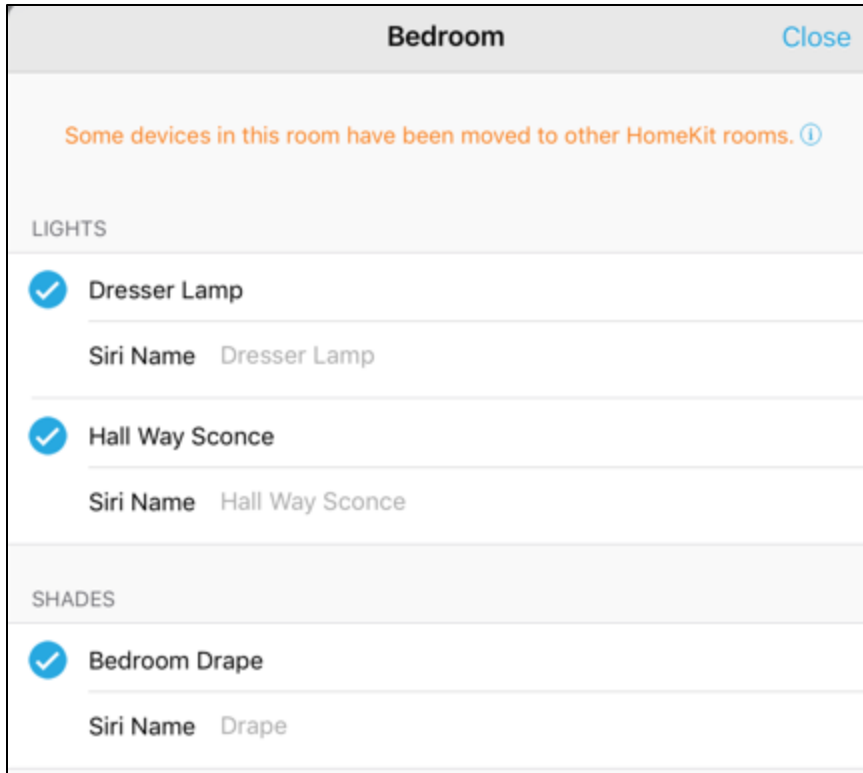 Bedroom
Close
Some devices in this room have been moved to other HomeKit rooms.
LIGHTS
Dresser Lamp
Siri Name Dresser Lamp
Hall Way Sconce
Siri Name Hall Way Sconce
SHADES
Bedroom Drape
Siri Name Drape